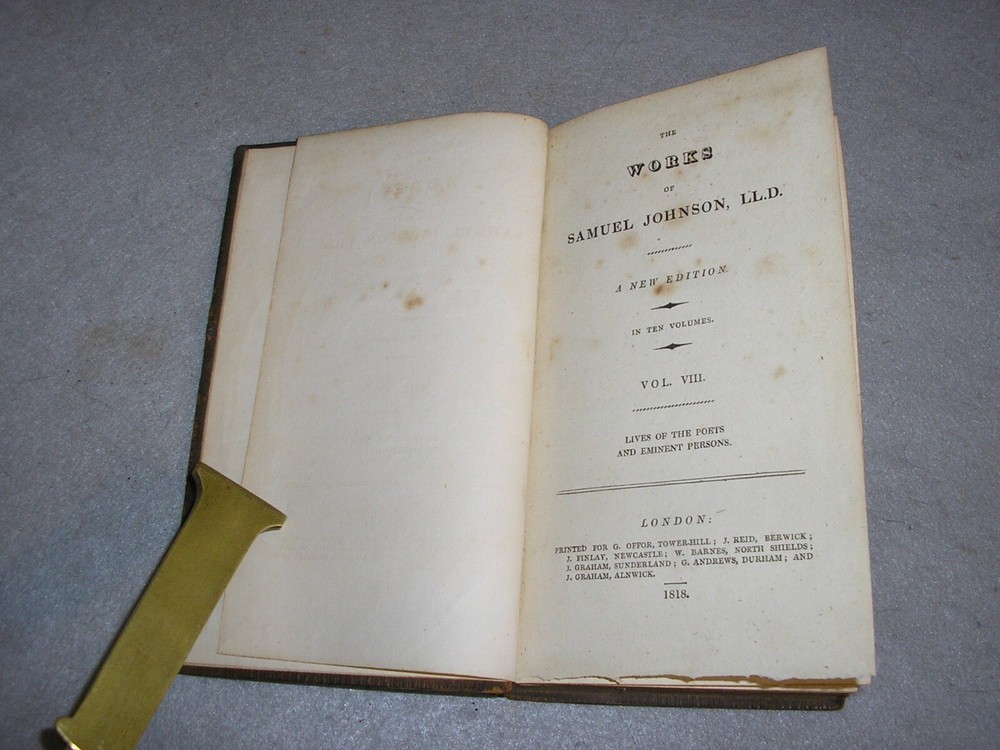 THE
WORKS
OF
SAMUEL JOHNSON, LL.D.
A NEW EDITION.
IN TEN VOLUMES.
VOL. VIII.
LIVES OF THE POETS
AND EMINENT PERSONS.
LONDON:
PRINTED FOR G. OFFOR, TOWER-HILL; J. REID, BERWICK;
J. FINLAY, NEWCASTLE; W. BARNES, NORTH SHIELDS;
J. GRAHAM, SUNDERLAND; G. ANDREWS, DURHAM; AND
J. GRAHAM, ALNWICK.
1818.